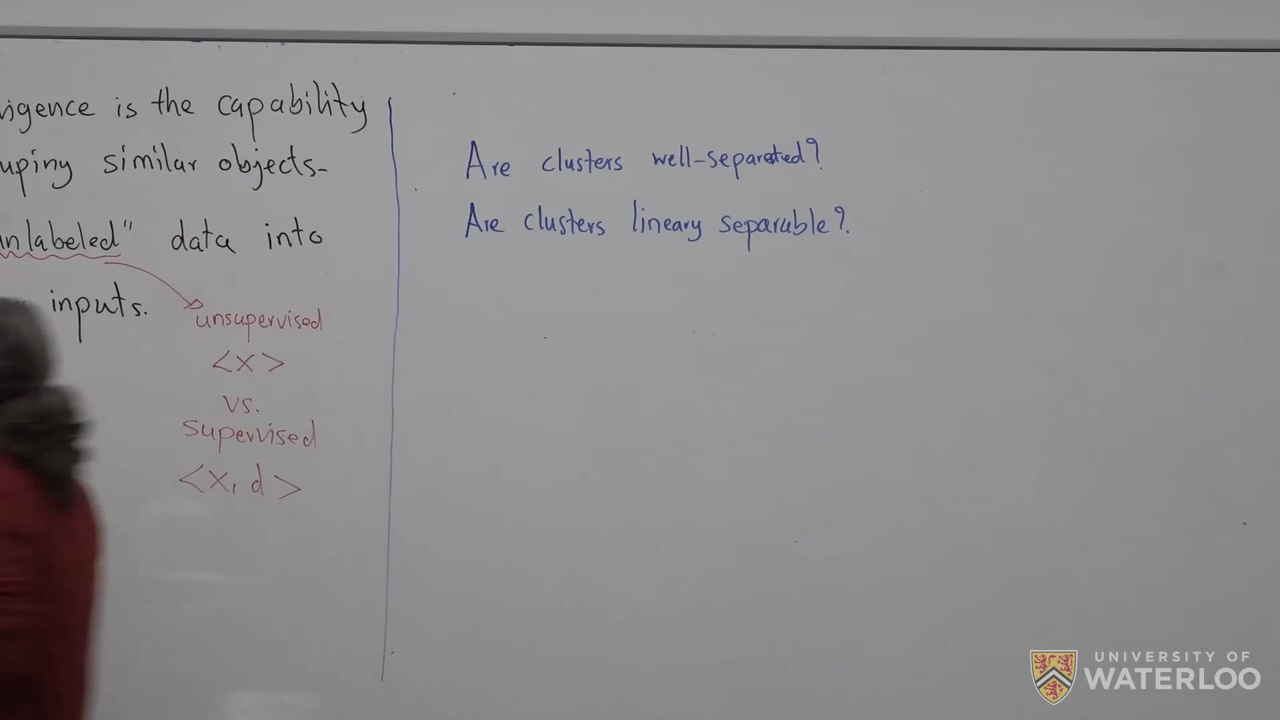 igence is the capability
uping similar objects-
nlabeled" data into
inputs.
unsupervised
<x>
vs.
supervised
<x, d>
Are clusters well-separated?
Are clusters lineary separable?
UNIVERSITY OF
WATERLOO